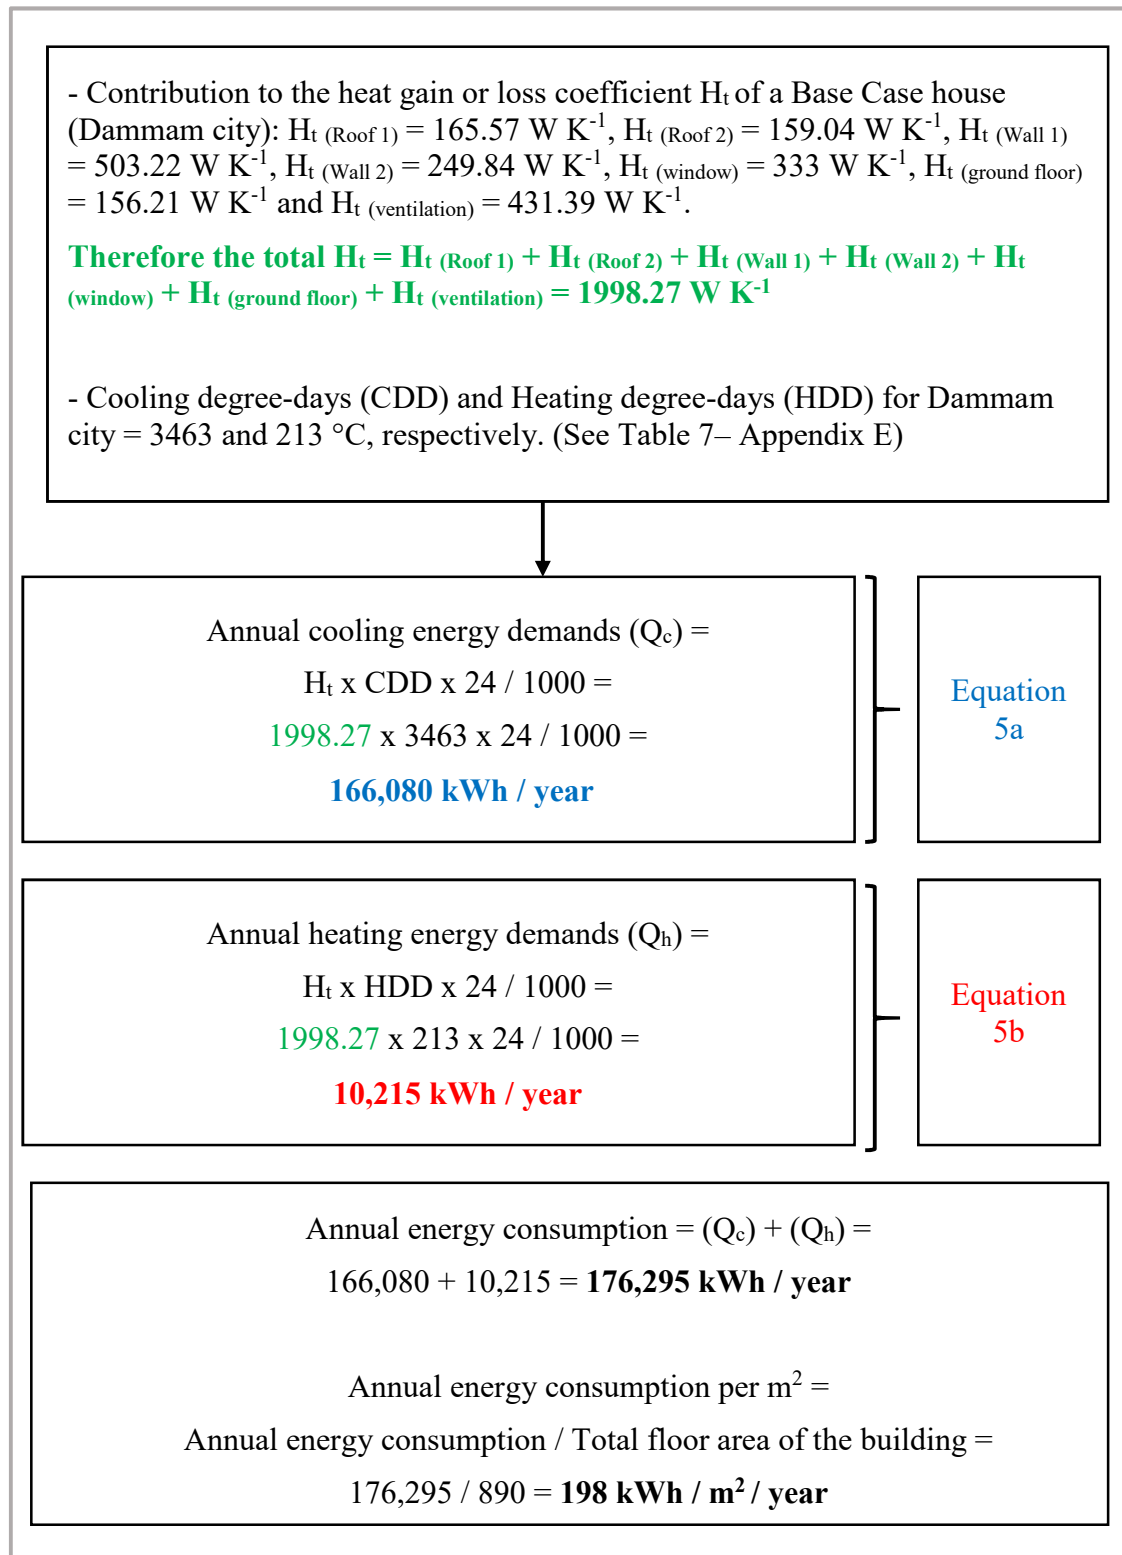 - Contribution to the heat gain or loss coefficient Ht of a Base Case house
(Dammam city): Ht (Roof 1) = 165.57 W K-1, Ht (Roof 2) = 159.04 W K-1, Ht (Wall 1)
= 503.22 W K-1, Ht (Wall 2) = 249.84 W K-1, Ht (window) = 333 W K-1, Ht (ground floor)
= 156.21 W K-1 and Ht (ventilation) = 431.39 W K-1.
Therefore the total Ht = Ht (Roof 1) + Ht (Roof 2) + Ht (Wall 1) + Ht (Wall 2) + Ht
(window) + Ht (ground floor) + Ht (ventilation) = 1998.27 W K-1
- Cooling degree-days (CDD) and Heating degree-days (HDD) for Dammam
city = 3463 and 213 °C, respectively. (See Table 7– Appendix E)
Annual cooling energy demands (Qc) =
Ht x CDD x 24 / 1000 =
1998.27 x 3463 x 24 / 1000 =
166,080 kWh / year
Equation
5a
Annual heating energy demands (Qh) =
Ht x HDD x 24 / 1000 =
1998.27 x 213 x 24 / 1000 =
10,215 kWh / year
Equation
5b
Annual energy consumption = (Qc) + (Qh) =
166,080 + 10,215 = 176,295 kWh / year
Annual energy consumption per m2 =
Annual energy consumption / Total floor area of the building =
176,295 / 890 = 198 kWh / m2 / year